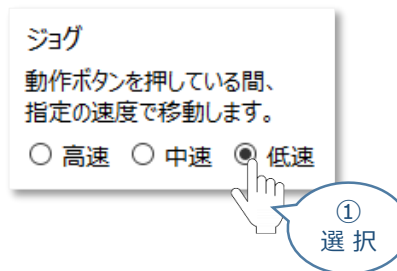 ジョグ
動作ボタンを押している間、
指定の速度で移動します。
高速 中速 低速
①
選 択